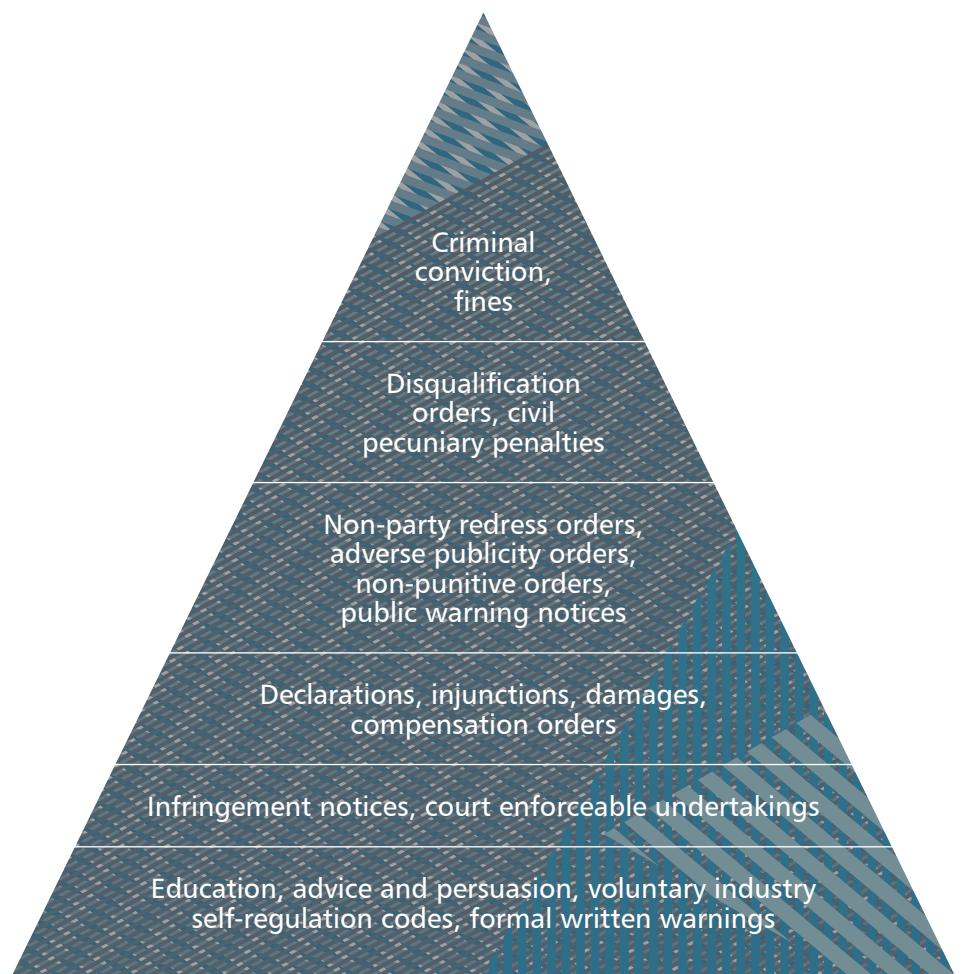 Criminal
conviction,
fines
Disqualification
orders, civil
pecuniary penalties
Non-party redress orders,
adverse publicity orders,
non-punitive orders,
public warning notices
Declarations, injunctions, damages,
compensation orders
Infringement notices, court enforceable undertakings
Education, advice and persuasion, voluntary industry
self-regulation codes, formal written warnings